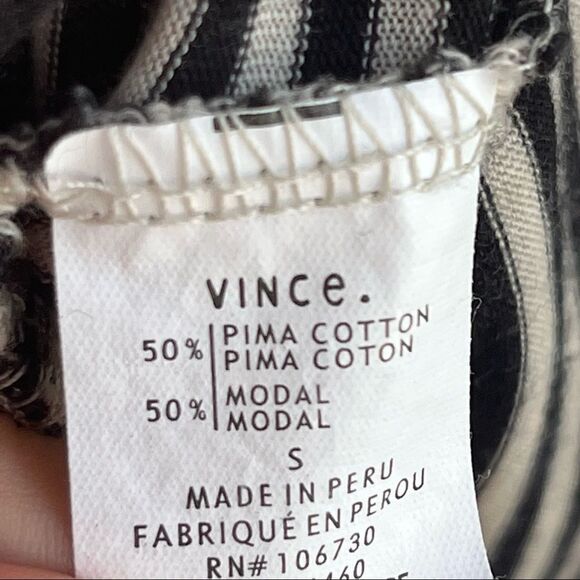 VINCe.
50% PIMA COTTON
PIMA COTON
50% MODAL
MODAL
S
MADE IN PERU
FABRIQUÉ EN PEROU
RN# 106730